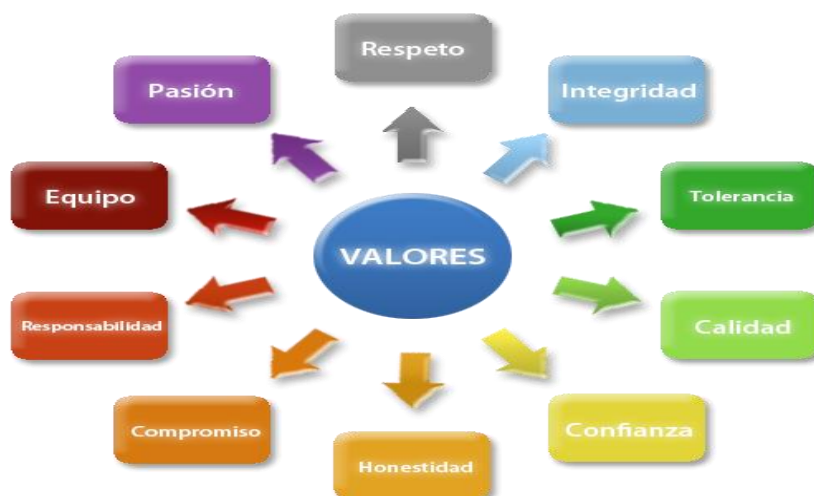 Respeto
Pasión
Integridad
Equipo
Tolerancia
VALORES
Responsabilidad
Calidad
Compromiso
Confianza
Honestidad